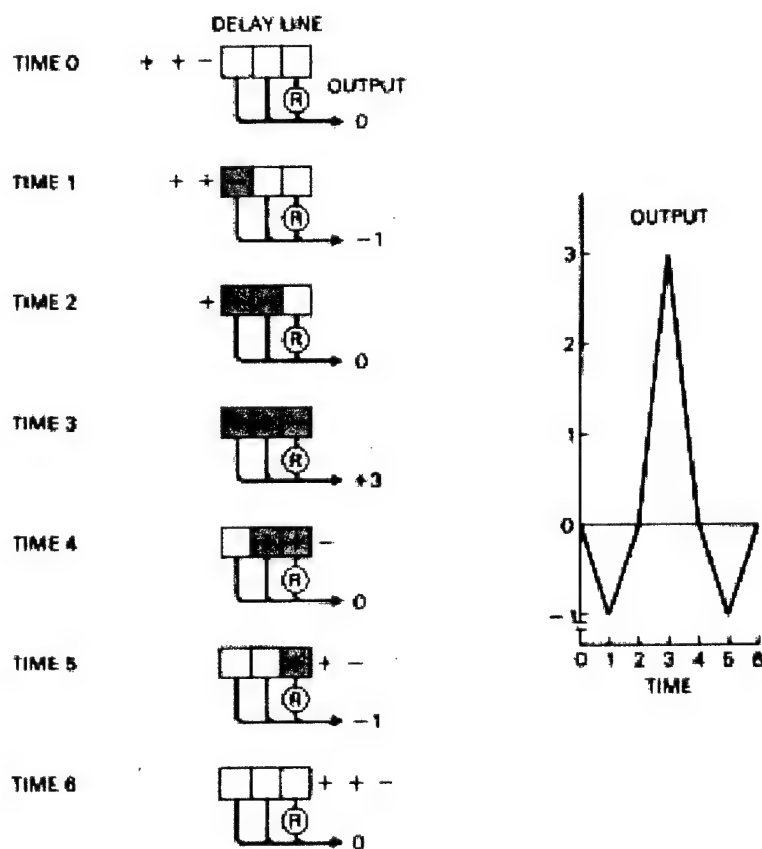 DELAY LINE
TIME 0 + + -
R OUTPUT
0
TIME 1 + +
R
-1
TIME 2 +
R
0
TIME 3
R
+3
TIME 4 -
R
0
TIME 5 + -
R
-1
TIME 6 + + -
R
0
OUTPUT
3
2
1
0
-1
0 1 2 3 4 5 6
TIME